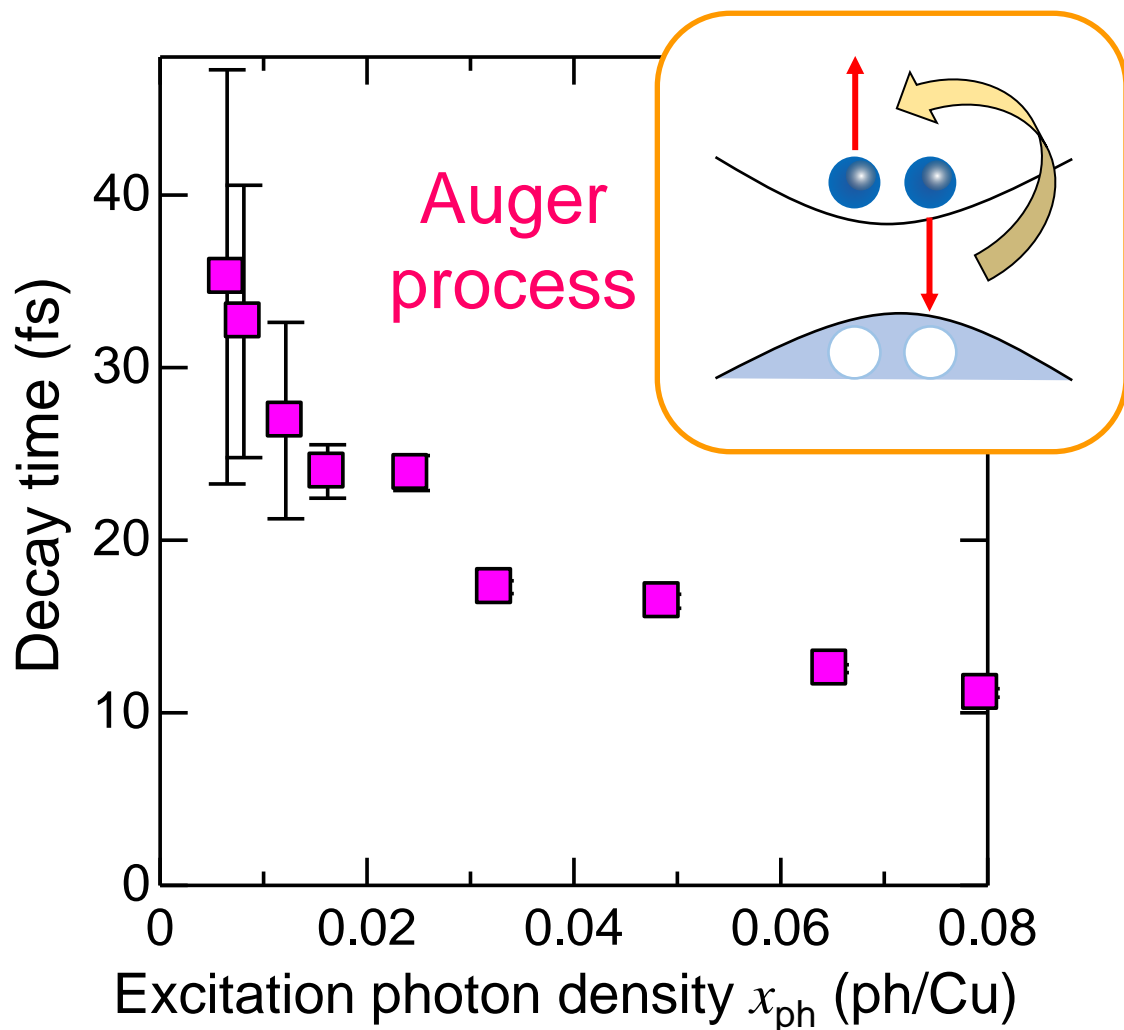 Auger
process
Decay time (fs)
40
30
20
10
0
0 0.02 0.04 0.06 0.08
Excitation photon density xph (ph/Cu)